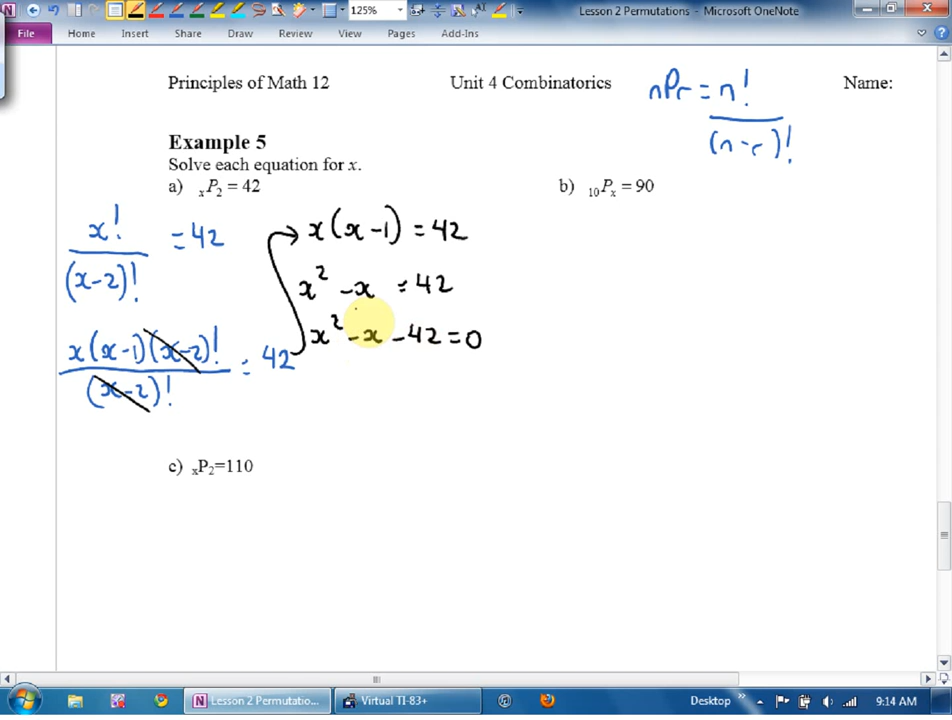 125%
Lesson 2 Permutations - Microsoft OneNote
File Home Insert Share Draw Review View Pages Add-Ins
Principles of Math 12 Unit 4 Combinatorics Name:
nPr = n!
(n-r)!
Example 5
Solve each equation for x.
a) ₓP₂ = 42
b) ₁₀Pₓ = 90
x! = 42
(x-2)!
x(x-1)(x-2)! = 42
(x-2)!
x(x-1) = 42
x² - x = 42
x² - x - 42 = 0
c) ₓP₂=110
Lesson 2 Permutatio... Virtual TI-83+ Desktop 9:14 AM